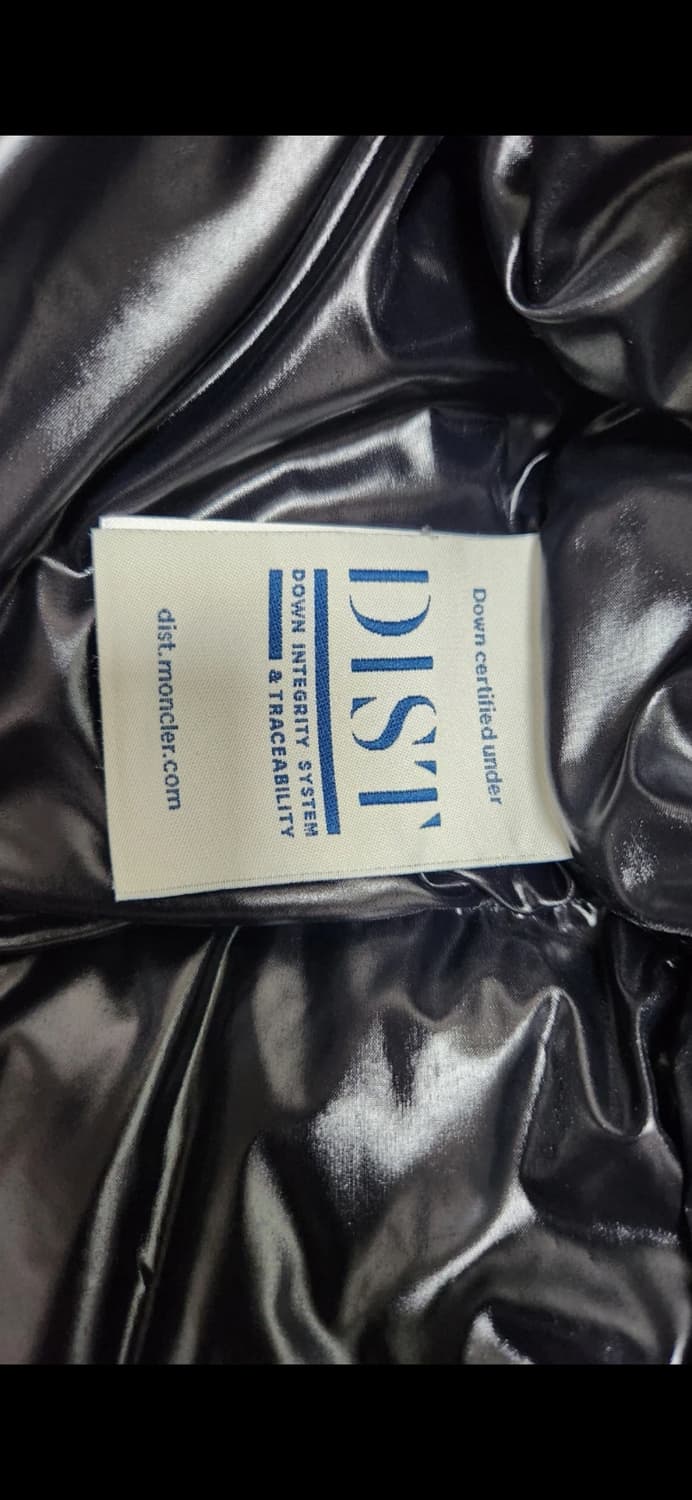 Down certified under
DIST
DOWN INTEGRITY SYSTEM
& TRACEABILITY
dist.moncler.com